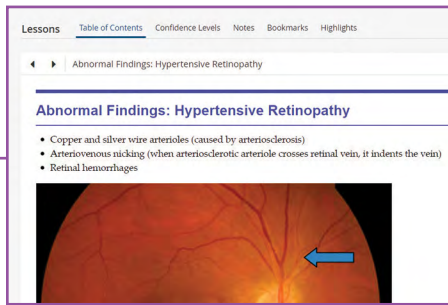 Lessons Table of Contents Confidence Levels Notes Bookmarks Highlights
Abnormal Findings: Hypertensive Retinopathy
Abnormal Findings: Hypertensive Retinopathy
• Copper and silver wire arterioles (caused by arteriosclerosis)
• Arteriovenous nicking (when arteriosclerotic arteriole crosses retinal vein, it indents the vein)
• Retinal hemorrhages